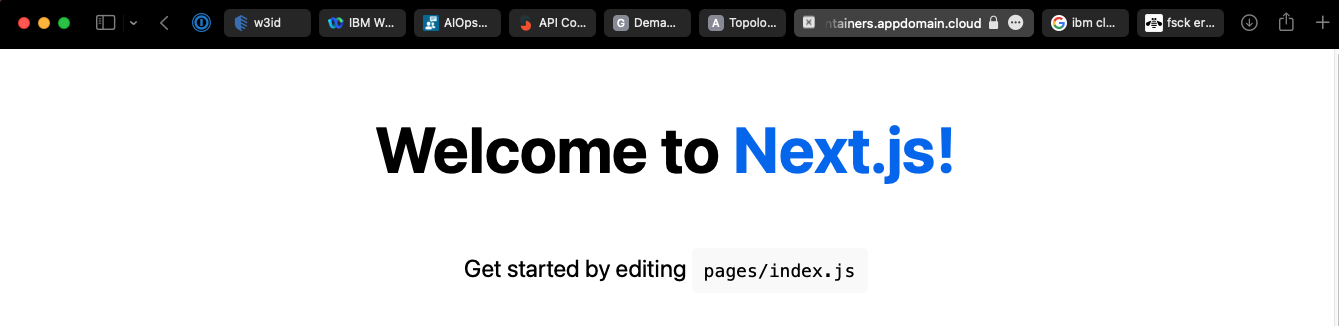 w3id
IBM W...
AIOps...
API Co...
G Dema...
A Topolo...
ntainers.appdomain.cloud
ibm cl...
fsck er...
Welcome to Next.js!
Get started by editing pages/index.js